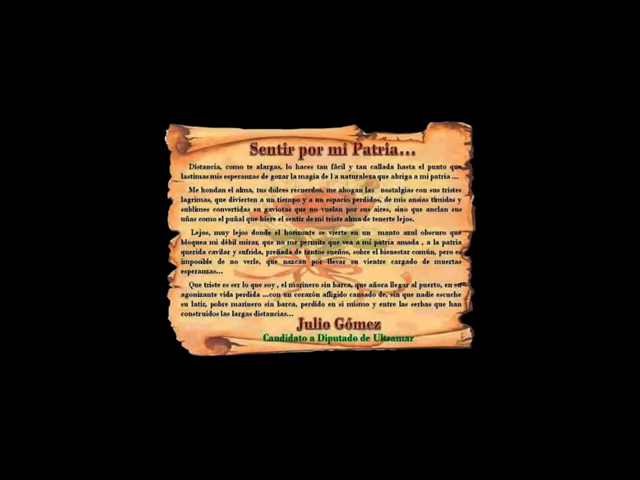 Sentir por mi Patria...
Distancia, como te alargas, lo haces tan fácil y tan callada hasta el punto que
lastimas mis esperanzas de gozar la magia de l a naturaleza que abriga a mi patria ...
Me hondan el alma, tus dulces recuerdos, me ahogan las nostalgias con sus tristes
lagrimas, que divierten a un tiempo y a un espacio perdidos, de mis ansias tímidas y
sublimes convertidas en gaviotas que no vuelan por sus aires, sino que anclan sus
uñas como el puñal que hiere el sentir de mi triste alma de tenerte lejos.
Lejos, muy lejos donde el horizonte se vierte en un manto azul obscuro que
bloquea mi débil mirar, que no me permite que vea a mi patria amada , a la patria
querida cavilar y sufrida, preñada de tantos sueños, sobre el bienestar común, pero es
imposible de no verle, que nazcan por llevar su vientre cargado de muertas
esperanzas...
Que triste es ser lo que soy , el marinero sin barca, que añora llegar al puerto, en su
agonizante vida perdida ...con un corazón afligido cansado de, sin que nadie escuche
su latir, pobre marinero sin barca, perdido en si mismo y entre las serbas que han
construidos las largas distancias...
Julio Gómez
Candidato a Diputado de Ultramar